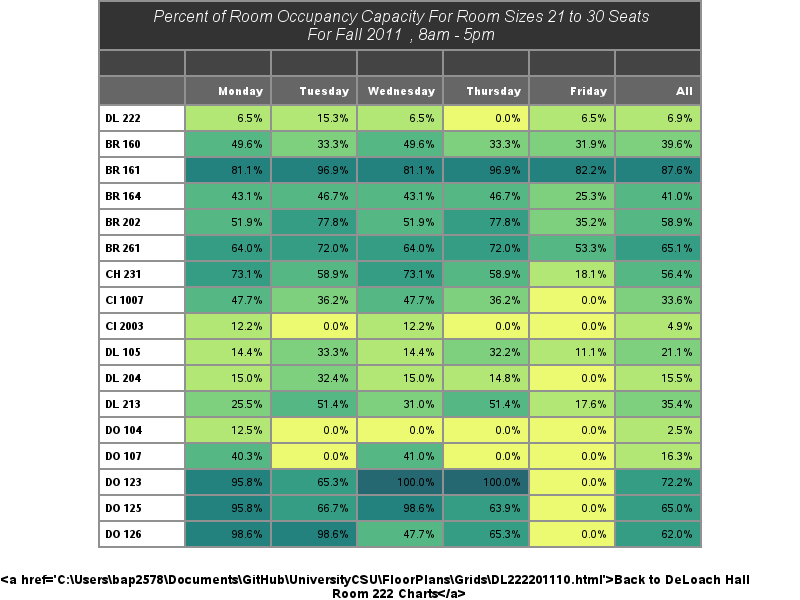 Percent of Room Occupancy Capacity For Room Sizes 21 to 30 Seats
For Fall 2011 , 8am - 5pm
Monday Tuesday Wednesday Thursday Friday All
DL 222 6.5% 15.3% 6.5% 0.0% 6.5% 6.9%
BR 160 49.6% 33.3% 49.6% 33.3% 31.9% 39.6%
BR 161 81.1% 96.9% 81.1% 96.9% 82.2% 87.6%
BR 164 43.1% 46.7% 43.1% 46.7% 25.3% 41.0%
BR 202 51.9% 77.8% 51.9% 77.8% 35.2% 58.9%
BR 261 64.0% 72.0% 64.0% 72.0% 53.3% 65.1%
CH 231 73.1% 58.9% 73.1% 58.9% 18.1% 56.4%
CI 1007 47.7% 36.2% 47.7% 36.2% 0.0% 33.6%
CI 2003 12.2% 0.0% 12.2% 0.0% 0.0% 4.9%
DL 105 14.4% 33.3% 14.4% 32.2% 11.1% 21.1%
DL 204 15.0% 32.4% 15.0% 14.8% 0.0% 15.5%
DL 213 25.5% 51.4% 31.0% 51.4% 17.6% 35.4%
DO 104 12.5% 0.0% 0.0% 0.0% 0.0% 2.5%
DO 107 40.3% 0.0% 41.0% 0.0% 0.0% 16.3%
DO 123 95.8% 65.3% 100.0% 100.0% 0.0% 72.2%
DO 125 95.8% 66.7% 98.6% 63.9% 0.0% 65.0%
DO 126 98.6% 98.6% 47.7% 65.3% 0.0% 62.0%
<a href='C:\Users\bap2578\Documents\GitHub\UniversityCSU\FloorPlans\Grids\DL222201110.html'>Back to DeLoach Hall
Room 222 Charts</a>